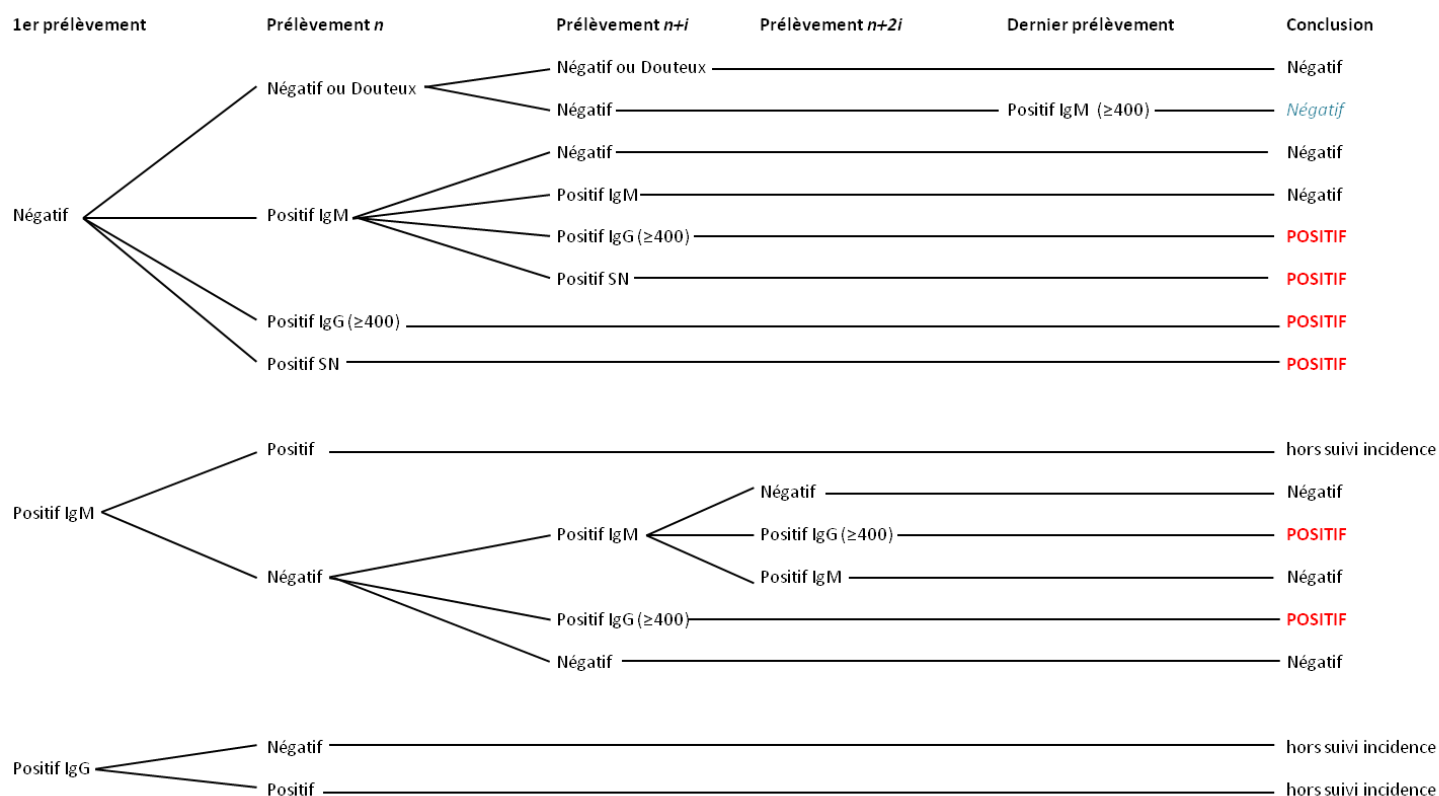 1er prélèvement Prélèvement n Prélèvement n+i Prélèvement n+2i Dernier prélèvement Conclusion
Négatif ou Douteux Négatif
Négatif ou Douteux
Négatif Positif IgM (≥400) Négatif
Négatif Négatif
Positif IgM Négatif
Négatif Positif IgM
Positif IgG (≥400) POSITIF
Positif SN POSITIF
Positif IgG (≥400) POSITIF
Positif SN POSITIF
Positif hors suivi incidence
Négatif Négatif
Positif IgM
Positif IgM Positif IgG (≥400) POSITIF
Négatif Positif IgM Négatif
Positif IgG (≥400) POSITIF
Négatif Négatif
Négatif hors suivi incidence
Positif IgG
Positif hors suivi incidence